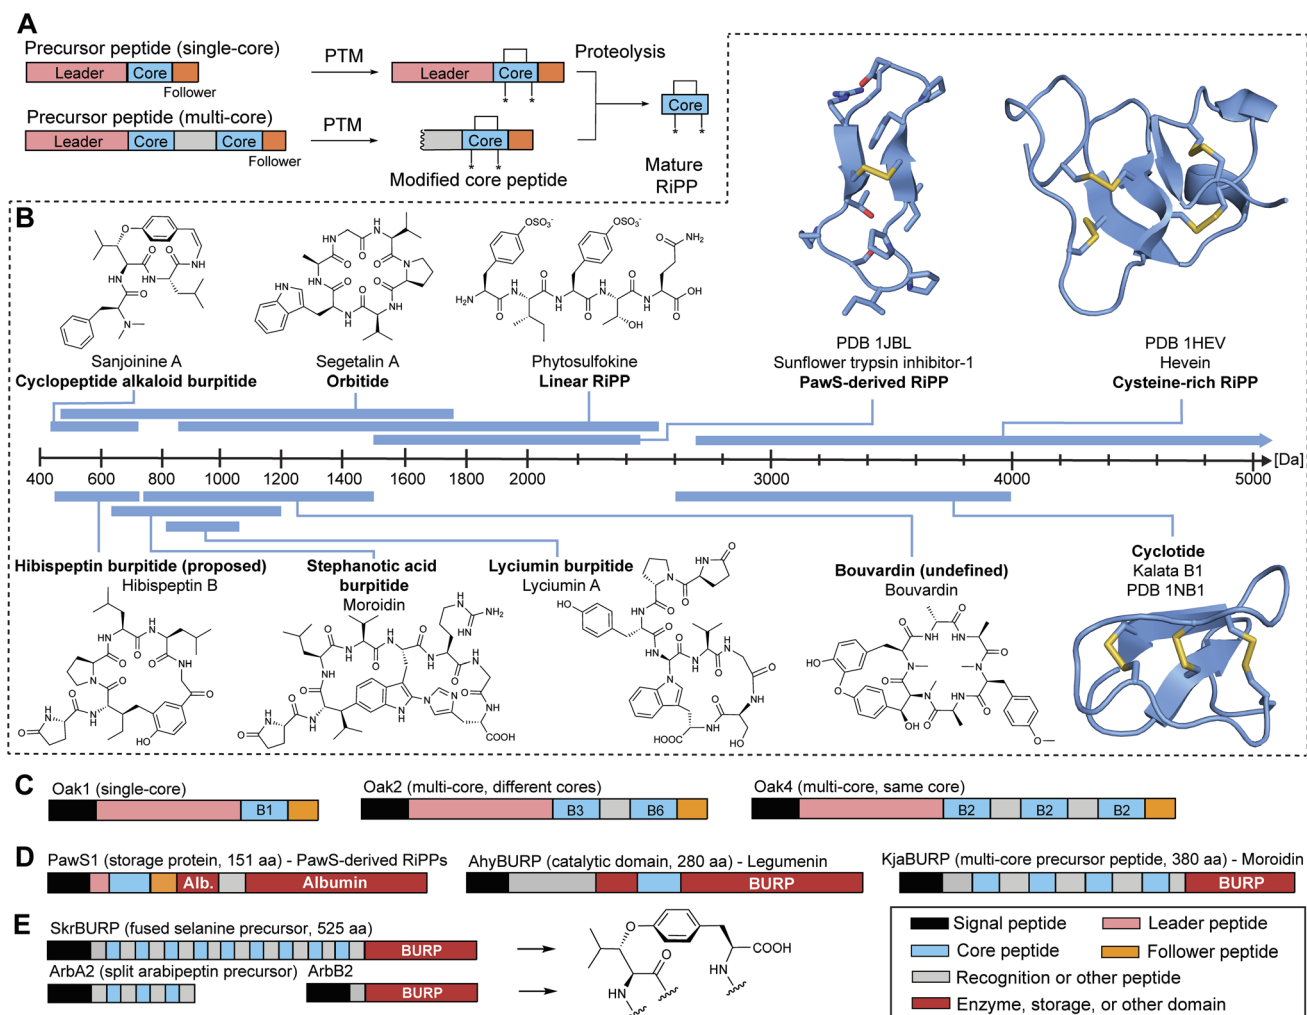 A
Precursor peptide (single-core)
Leader Core
Follower
PTM
Leader Core
Proteolysis
Core
* *
Mature
RiPP
* *
Precursor peptide (multi-core)
Leader Core Core
Follower
PTM
Core
* *
Modified core peptide
B
Sanjoinine A
Cyclopeptide alkaloid burpitide
Segetalin A
Orbitide
Phytosulfokine
Linear RiPP
PDB 1JBL
Sunflower trypsin inhibitor-1
PawS-derived RiPP
PDB 1HEV
Hevein
Cysteine-rich RiPP
400 600 800 1000 1200 1400 1600 1800 2000 3000 4000 5000 [Da]
Hibispeptin burpitide (proposed)
Hibispeptin B
Stephanotic acid
burpitide
Moroidin
Lyciumin burpitide
Lyciumin A
Bouvardin (undefined)
Bouvardin
Cyclotide
Kalata B1
PDB 1NB1
C
Oak1 (single-core)
B1
Oak2 (multi-core, different cores)
B3 B6
Oak4 (multi-core, same core)
B2 B2 B2
D
PawS1 (storage protein, 151 aa) - PawS-derived RiPPs
Alb. Albumin
AhyBURP (catalytic domain, 280 aa) - Legumenin
BURP
KjaBURP (multi-core precursor peptide, 380 aa) - Moroidin
BURP
E
SkrBURP (fused selanine precursor, 525 aa)
BURP
ArbA2 (split arabipeptin precursor)
ArbB2
BURP
O
COOH
O
HN
HN
Signal peptide
Leader peptide
Core peptide
Follower peptide
Recognition or other peptide
Enzyme, storage, or other domain